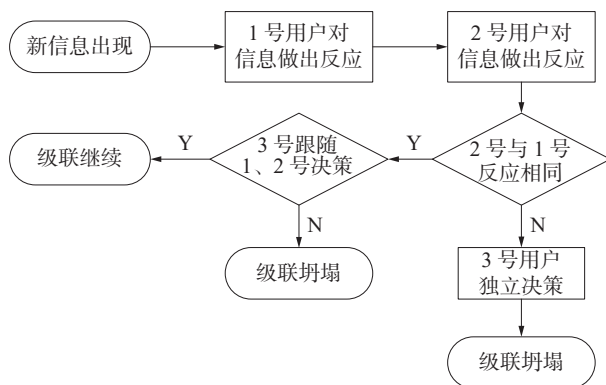 新信息出现
1 号用户对
信息做出反应
2 号用户对
信息做出反应
级联继续
Y
3 号跟随
1、2 号决策
Y
2 号与 1 号
反应相同
N
N
级联坍塌
3 号用户
独立决策
级联坍塌